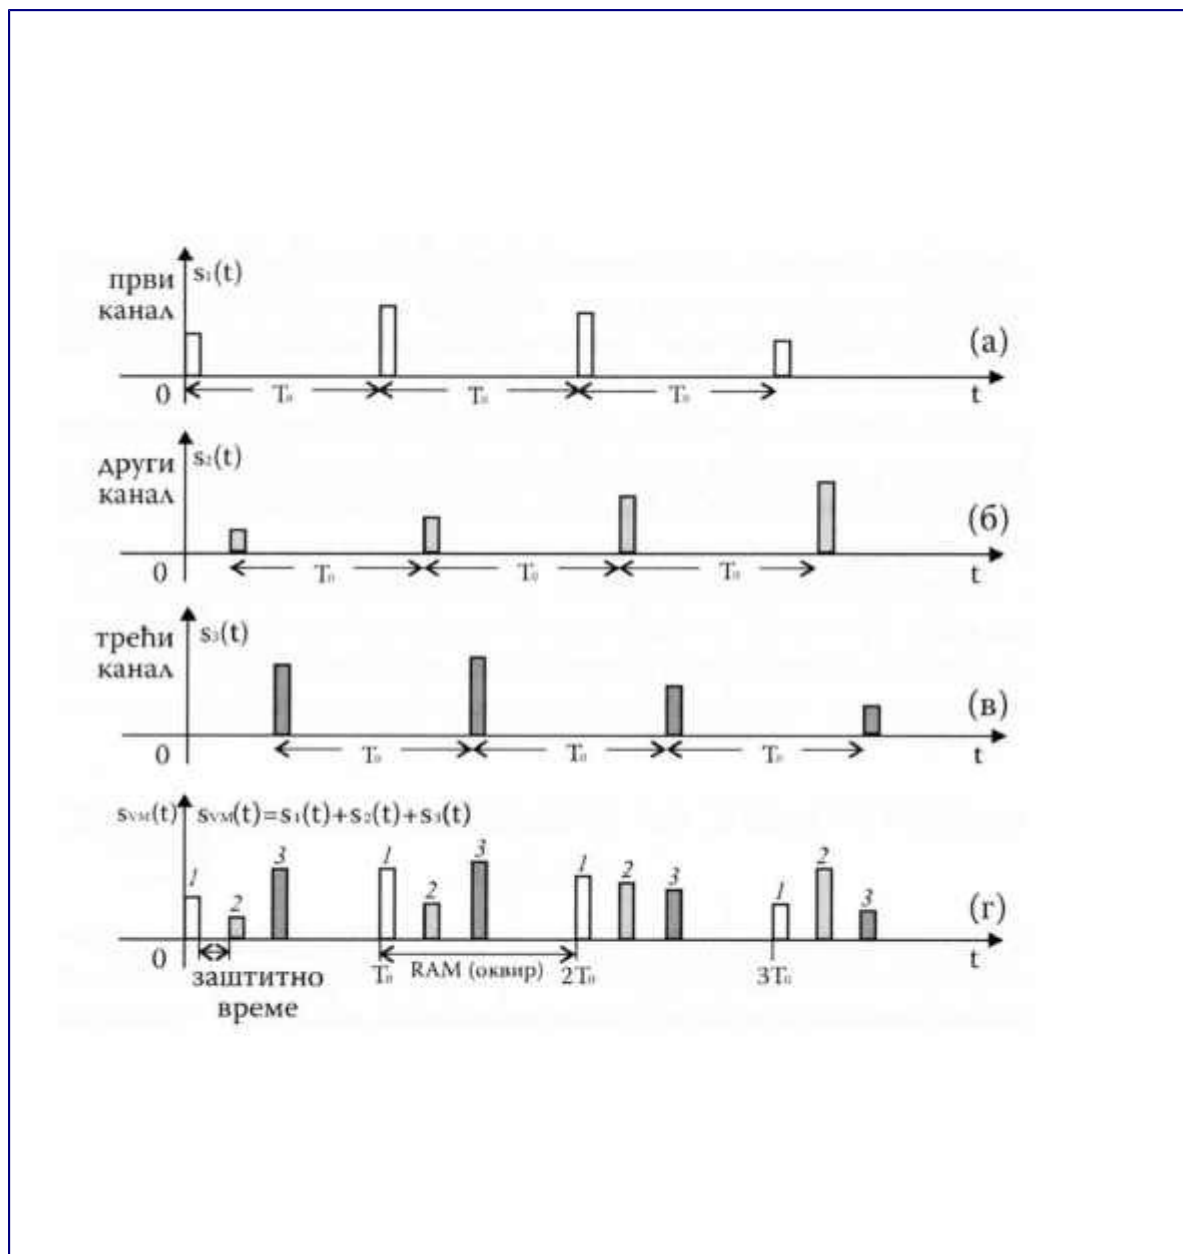 први
канал
s₁(t)
(а)
0
T₀
T₀
T₀
t
други
канал
s₂(t)
(б)
0
T₀
T₀
T₀
t
трећи
канал
s₃(t)
(в)
0
T₀
T₀
T₀
t
sᵥₘ(t)
sᵥₘ(t)=s₁(t)+s₂(t)+s₃(t)
1
2
3
1
2
3
1
2
3
1
2
3
(г)
0
заштитно
време
T₀
RAM (оквир)
2T₀
3T₀
t